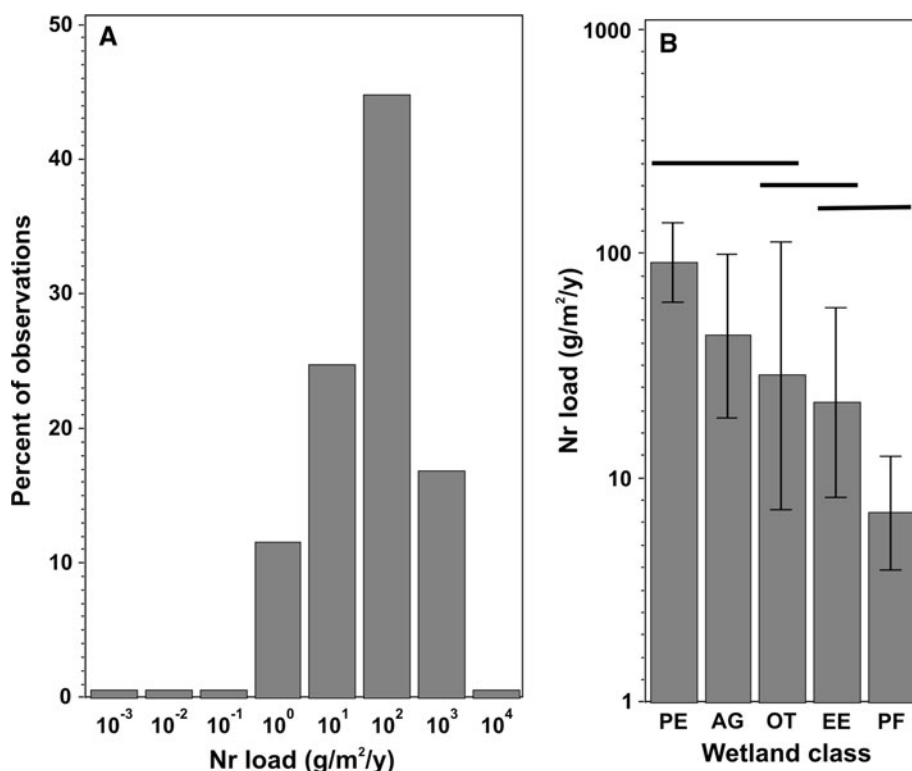 A
50
40
30
20
10
0
Percent of observations
10⁻³ 10⁻² 10⁻¹ 10⁰ 10¹ 10² 10³ 10⁴
Nr load (g/m²/y)
B
1000
100
10
1
Nr load (g/m²/y)
PE AG OT EE PF
Wetland class